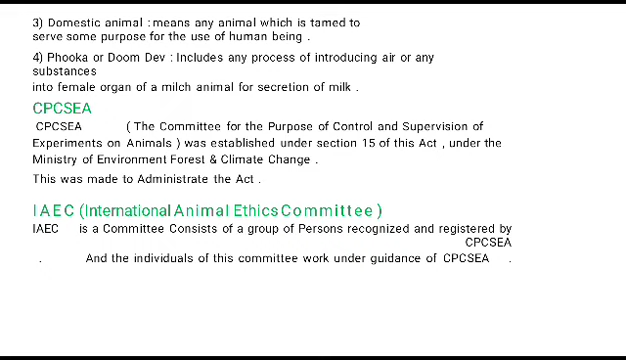 3) Domestic animal : means any animal which is tamed to
serve some purpose for the use of human being .
4) Phooka or Doom Dev : Includes any process of introducing air or any
substances
into female organ of a milch animal for secretion of milk .
CPCSEA
CPCSEA ( The Committee for the Purpose of Control and Supervision of
Experiments on Animals ) was established under section 15 of this Act , under the
Ministry of Environment Forest & Climate Change .
This was made to Administrate the Act .
IAEC (International Animal Ethics Committee )
IAEC is a Committee Consists of a group of Persons recognized and registered by
CPCSEA
. And the individuals of this committee work under guidance of CPCSEA .